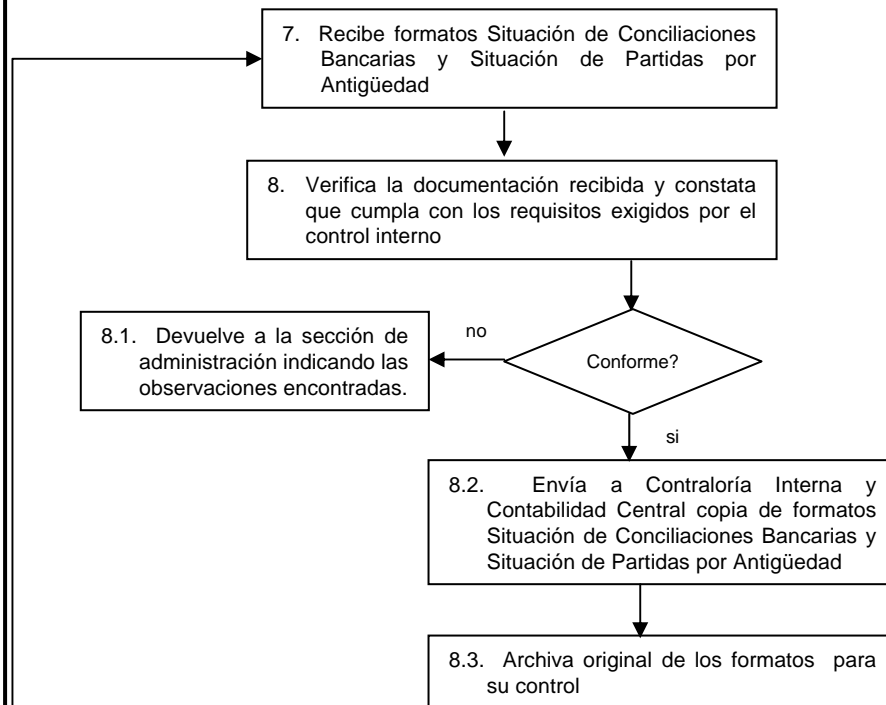 7. Recibe formatos Situación de Conciliaciones
Bancarias y Situación de Partidas por
Antigüedad
8. Verifica la documentación recibida y constata
que cumpla con los requisitos exigidos por el
control interno
8.1. Devuelve a la sección de
administración indicando las
observaciones encontradas.
no
Conforme?
si
8.2. Envía a Contraloría Interna y
Contabilidad Central copia de formatos
Situación de Conciliaciones Bancarias y
Situación de Partidas por Antigüedad
8.3. Archiva original de los formatos para
su control